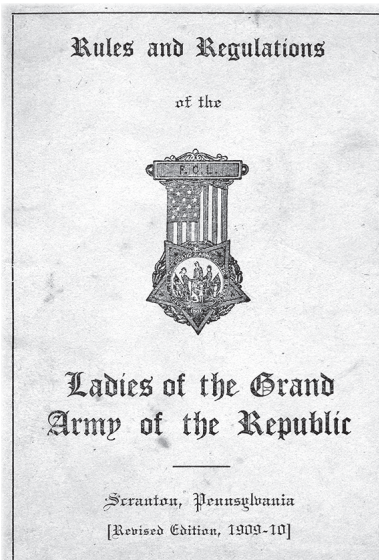 Rules and Regulations
of the
F. C. L.
Ladies of the Grand
Army of the Republic
Scranton, Pennsylvania
[Revised Edition, 1909-10]